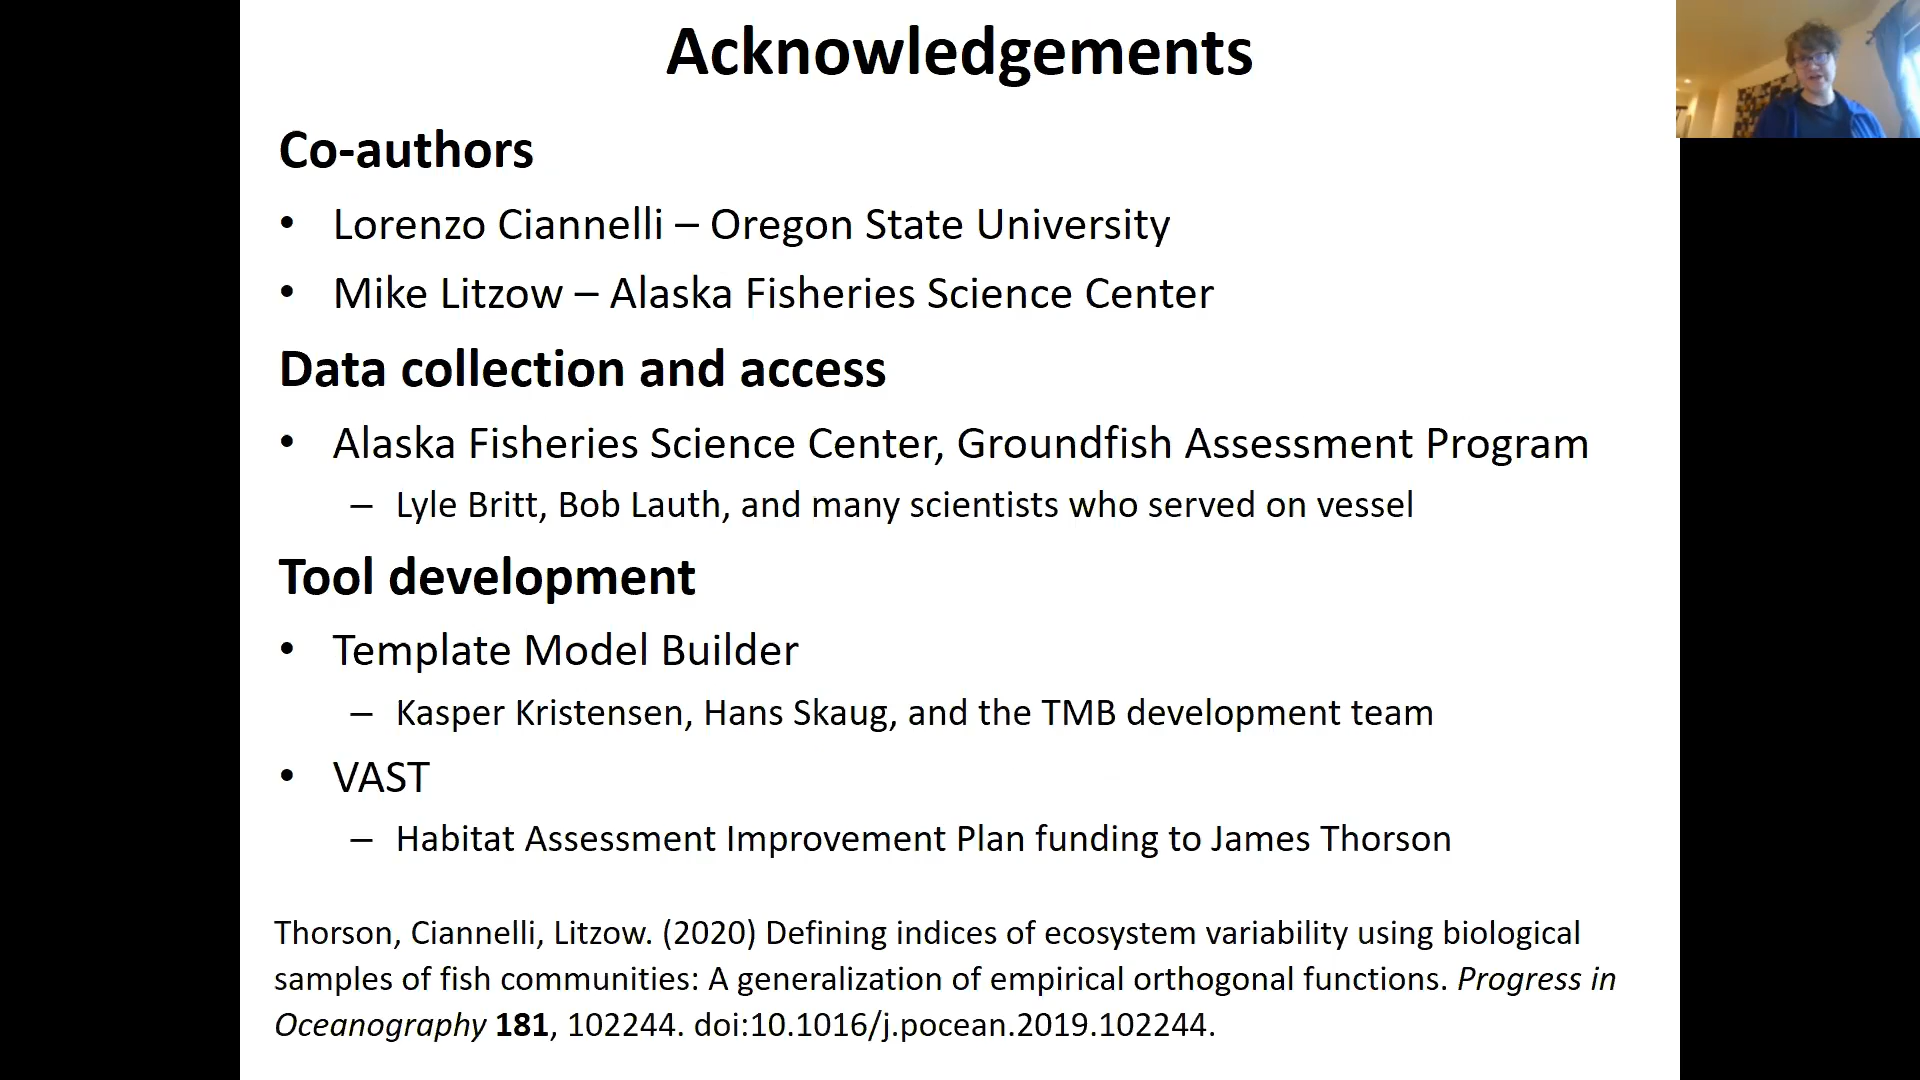 Acknowledgements
Co-authors
• Lorenzo Ciannelli – Oregon State University
• Mike Litzow – Alaska Fisheries Science Center
Data collection and access
• Alaska Fisheries Science Center, Groundfish Assessment Program
– Lyle Britt, Bob Lauth, and many scientists who served on vessel
Tool development
• Template Model Builder
– Kasper Kristensen, Hans Skaug, and the TMB development team
• VAST
– Habitat Assessment Improvement Plan funding to James Thorson
Thorson, Ciannelli, Litzow. (2020) Defining indices of ecosystem variability using biological
samples of fish communities: A generalization of empirical orthogonal functions. Progress in
Oceanography 181, 102244. doi:10.1016/j.pocean.2019.102244.